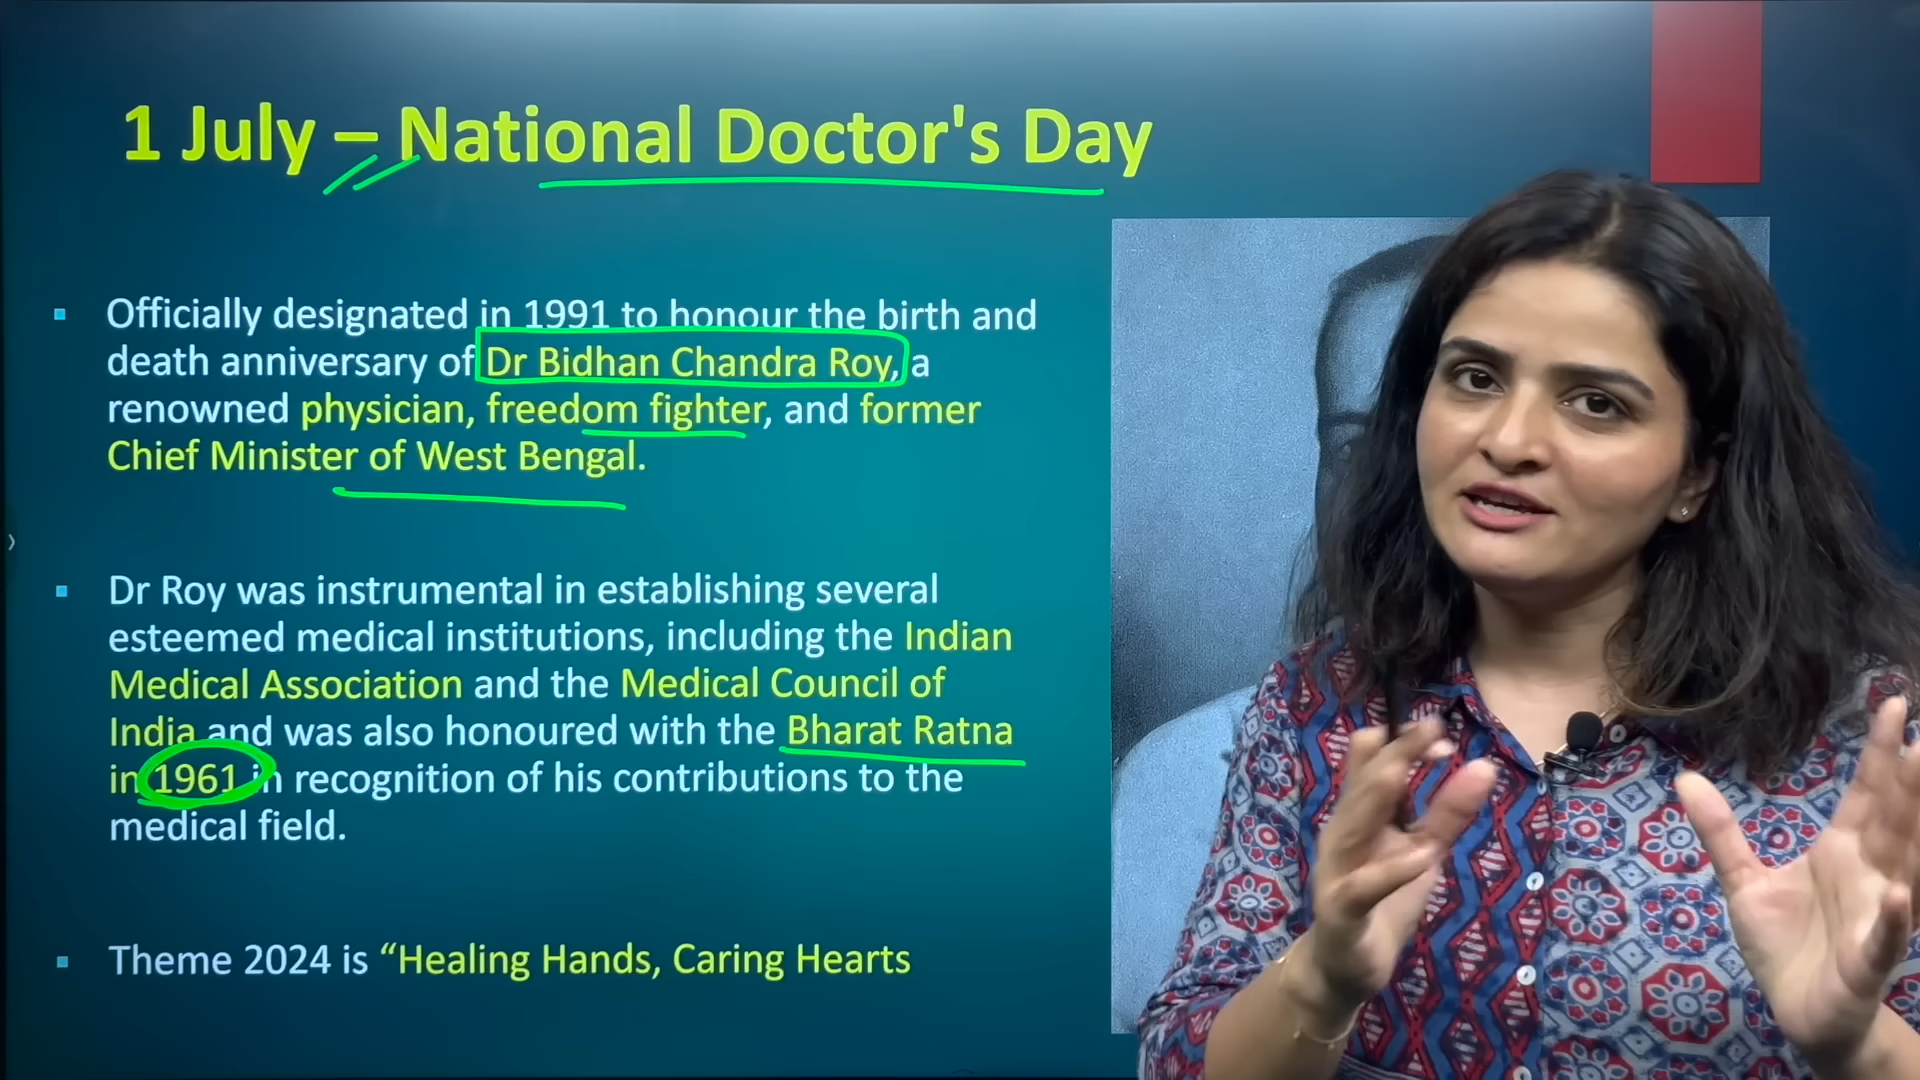 1 July – National Doctor's Day
Officially designated in 1991 to honour the birth and
death anniversary of Dr Bidhan Chandra Roy, a
renowned physician, freedom fighter, and former
Chief Minister of West Bengal.
Dr Roy was instrumental in establishing several
esteemed medical institutions, including the Indian
Medical Association and the Medical Council of
India and was also honoured with the Bharat Ratna
in 1961 in recognition of his contributions to the
medical field.
Theme 2024 is “Healing Hands, Caring Hearts